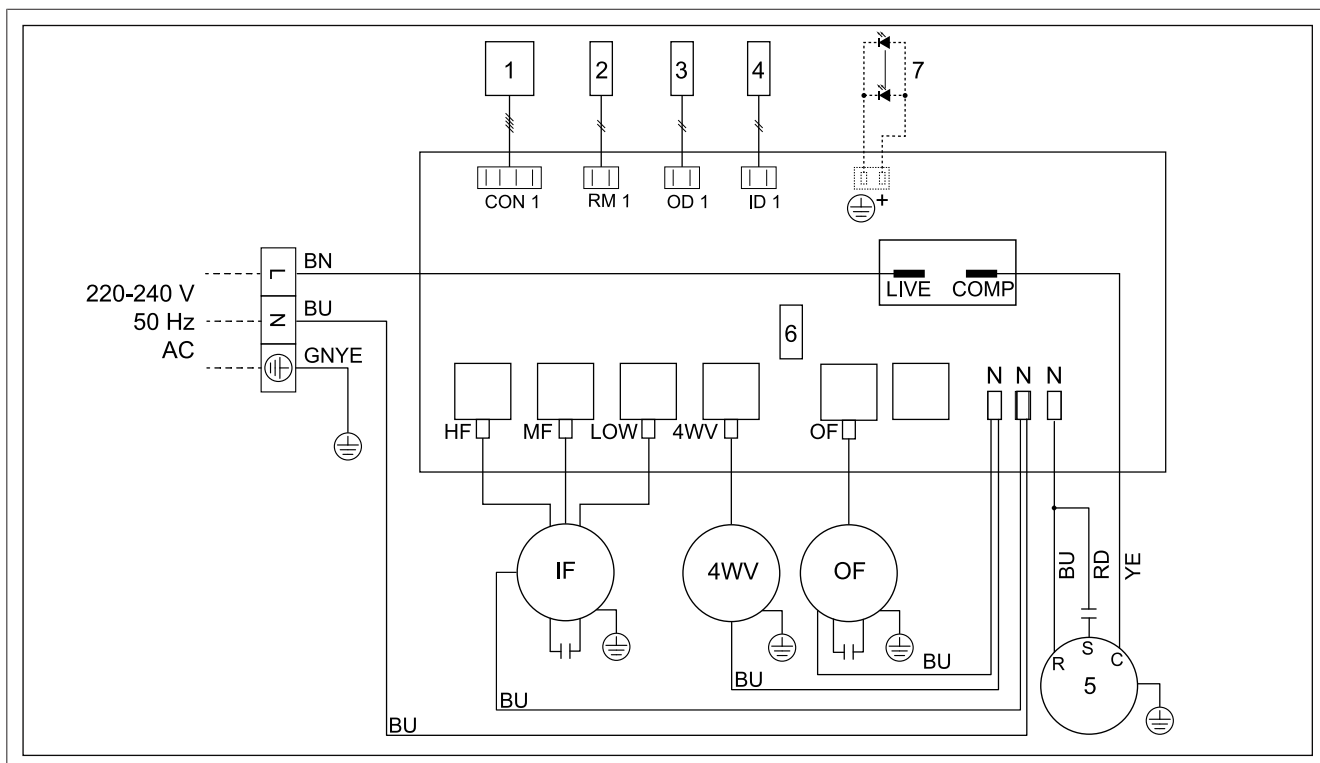 1
2
3
4
7
CON 1
RM 1
OD 1
ID 1
+
220-240 V
50 Hz
AC
L
N
BN
BU
GNYE
LIVE
COMP
6
HF
MF
LOW
4WV
OF
N N N
IF
4WV
OF
BU
RD
YE
BU
BU
BU
BU
R
S
C
5